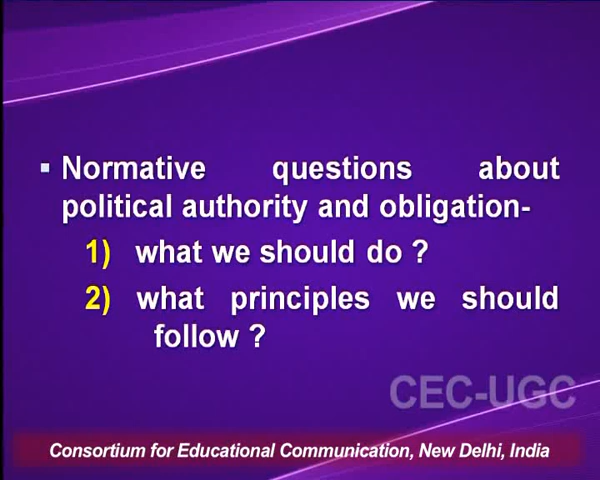 ▪ Normative questions about
political authority and obligation-
1) what we should do ?
2) what principles we should
follow ?
CEC-UGC
Consortium for Educational Communication, New Delhi, India